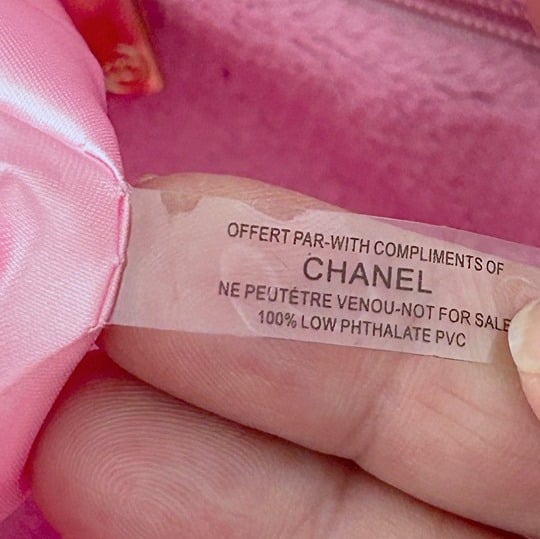 OFFERT PAR-WITH COMPLIMENTS OF
CHANEL
NE PEUTÉTRE VENOU-NOT FOR SALE
100% LOW PHTHALATE PVC